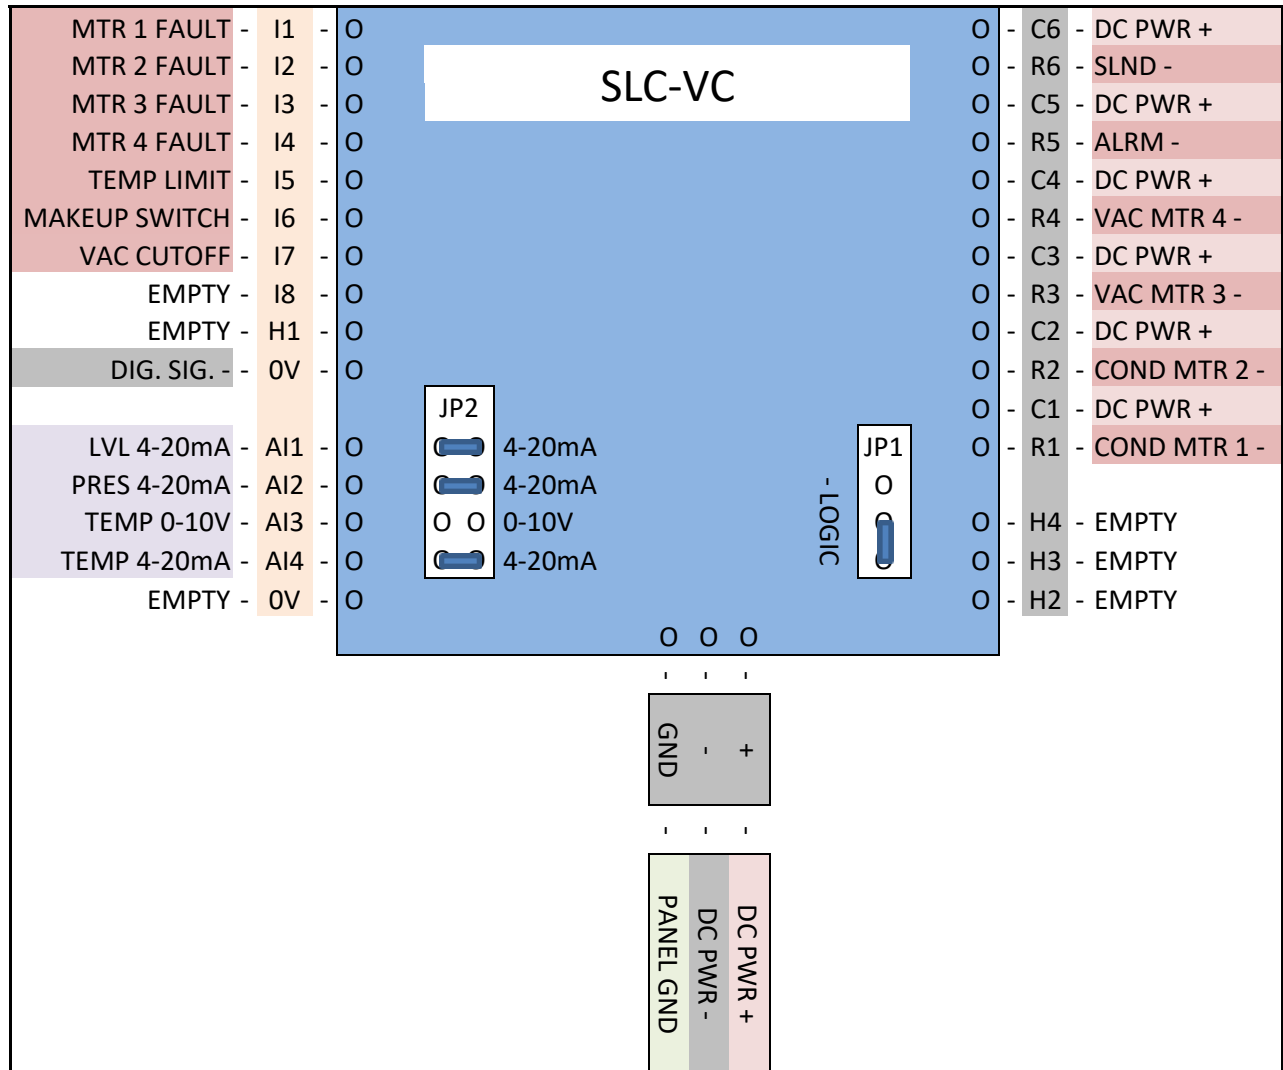 SLC-VC
MTR 1 FAULT - I1 - O
MTR 2 FAULT - I2 - O
MTR 3 FAULT - I3 - O
MTR 4 FAULT - I4 - O
TEMP LIMIT - I5 - O
MAKEUP SWITCH - I6 - O
VAC CUTOFF - I7 - O
EMPTY - I8 - O
EMPTY - H1 - O
DIG. SIG. - - 0V - O
LVL 4-20mA - AI1 - O
PRES 4-20mA - AI2 - O
TEMP 0-10V - AI3 - O
TEMP 4-20mA - AI4 - O
EMPTY - 0V - O
JP2
O O 4-20mA
O O 4-20mA
O O 0-10V
O O 4-20mA
JP1
O
O
O
- LOGIC
O - C6 - DC PWR +
O - R6 - SLND -
O - C5 - DC PWR +
O - R5 - ALRM -
O - C4 - DC PWR +
O - R4 - VAC MTR 4 -
O - C3 - DC PWR +
O - R3 - VAC MTR 3 -
O - C2 - DC PWR +
O - R2 - COND MTR 2 -
O - C1 - DC PWR +
O - R1 - COND MTR 1 -
O - H4 - EMPTY
O - H3 - EMPTY
O - H2 - EMPTY
O O O
- - -
GND - +
- - -
PANEL GND
DC PWR -
DC PWR +